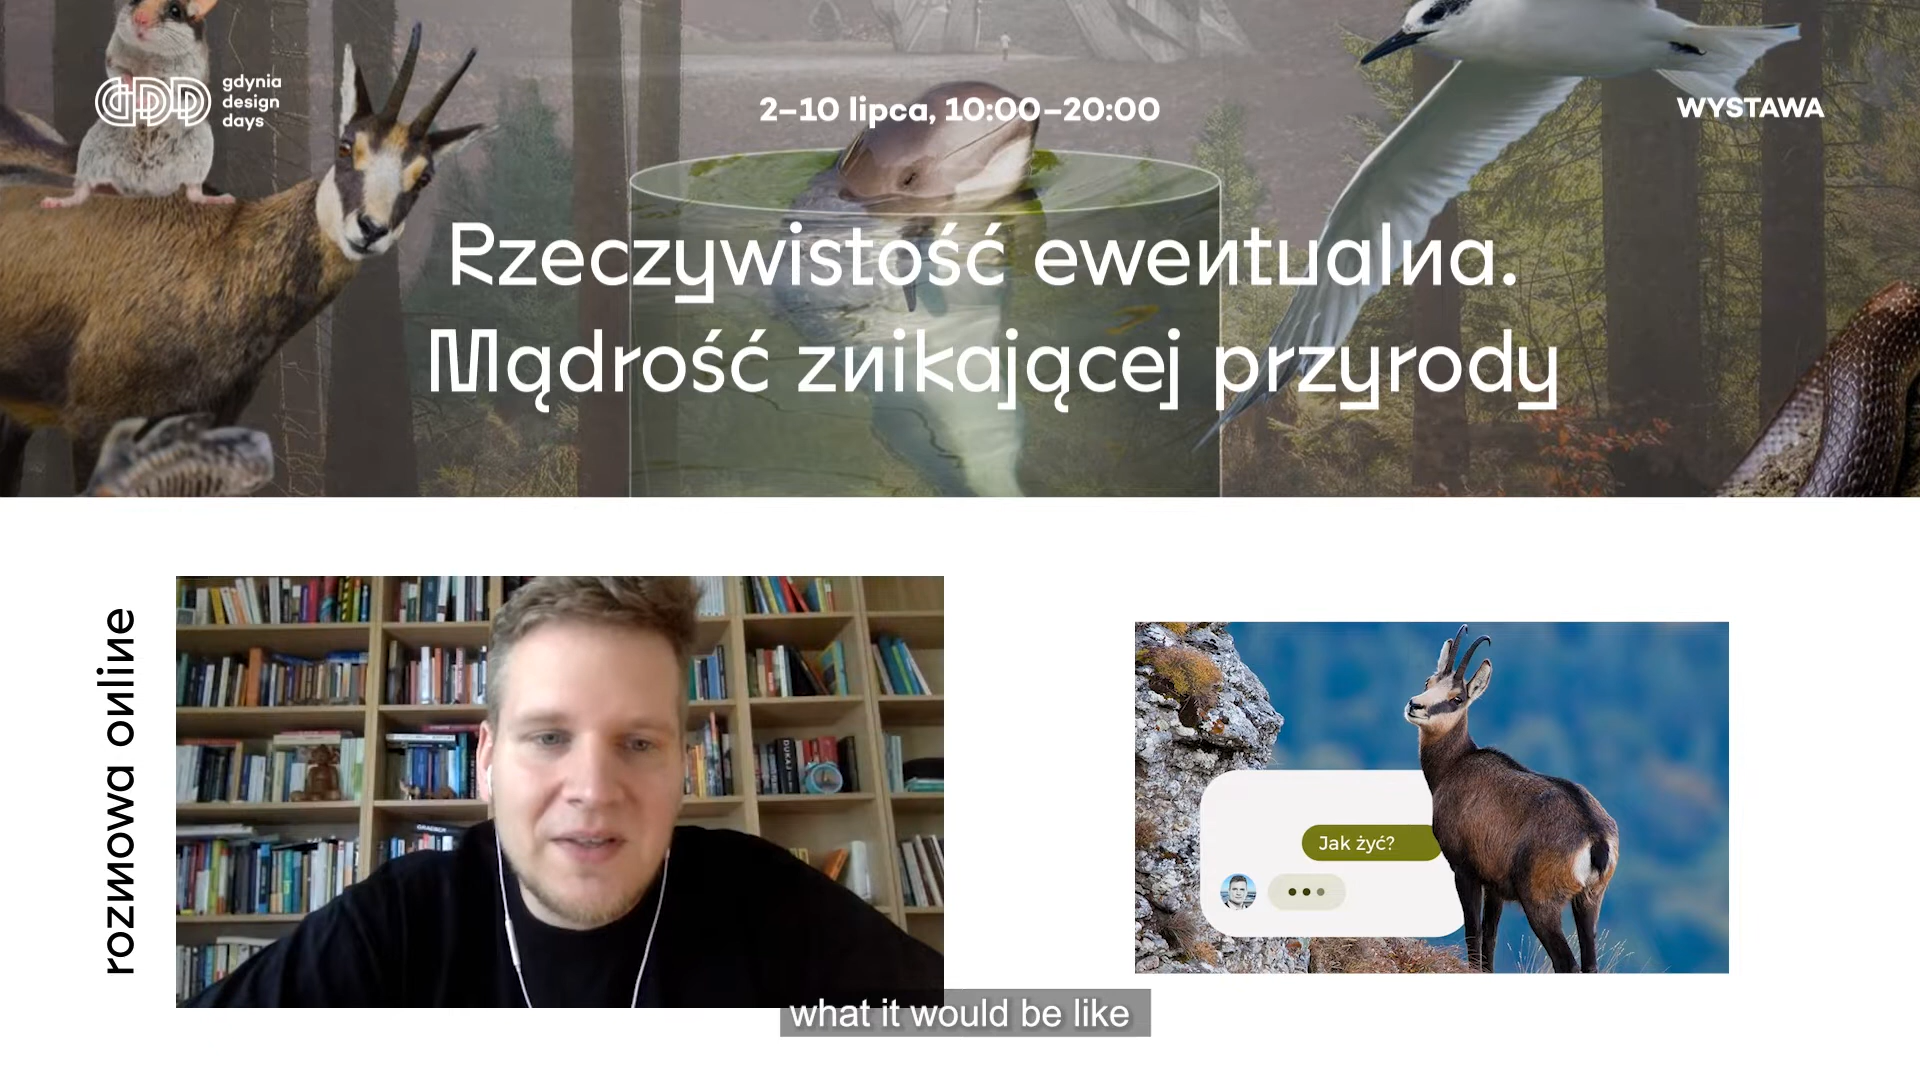 gdynia
design
days
2–10 lipca, 10:00–20:00
WYSTAWA
Rzeczywistość ewentualna.
Mądrość znikającej przyrody
rozmowa online
DUKAJ
Jak żyć?
what it would be like